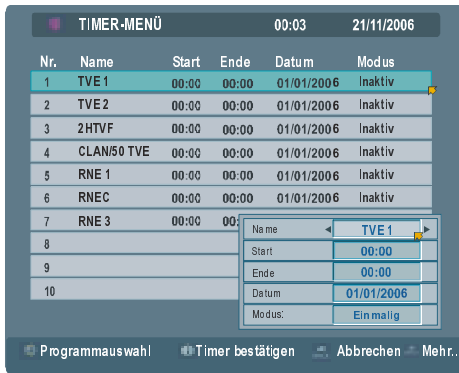 TIMER-MENÜ 00:03 21/11/2006
Nr. Name Start Ende Datum Modus
1 TVE 1 00:00 00:00 01/01/2006 Inaktiv
2 TVE 2 00:00 00:00 01/01/2006 Inaktiv
3 2HTVF 00:00 00:00 01/01/2006 Inaktiv
4 CLAN/50 TVE 00:00 00:00 01/01/2006 Inaktiv
5 RNE 1 00:00 00:00 01/01/2006 Inaktiv
6 RNEC 00:00 00:00 01/01/2006 Inaktiv
7 RNE 3 00:00 00:
8
9
10
Name TVE 1
Start 00:00
Ende 00:00
Datum 01/01/2006
Modus: Einmalig
Programmauswahl Timer bestätigen Abbrechen Mehr..